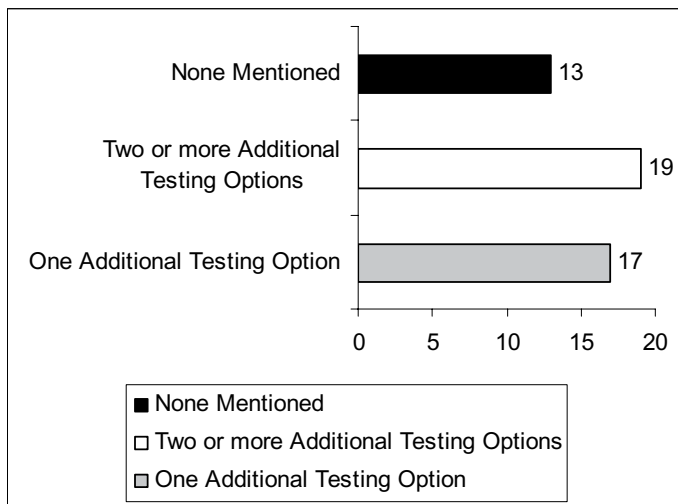 None Mentioned
13
Two or more Additional
Testing Options
19
One Additional Testing Option
17
0 5 10 15 20
None Mentioned
Two or more Additional Testing Options
One Additional Testing Option